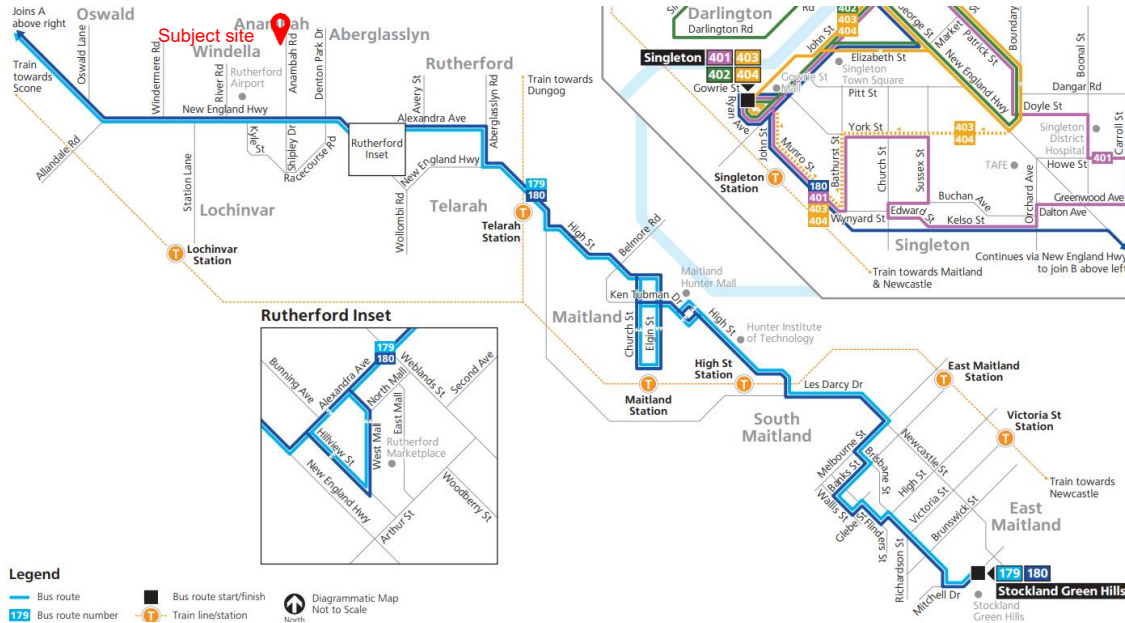 Joins A
above right
Oswald
Oswald Lane
Train
towards
Scone
Windermere Rd
Windella
River Rd
Rutherford
Airport
Anambah
Subject site
Anambah Rd
Denton Park Dr
Aberglasslyn
Rutherford
Avery St
Aberglasslyn Rd
Train towards
Dungog
New England Hwy
Alexandra Ave
Rutherford
Inset
Allandale Rd
Station Lane
Kyle St
Shipley Dr
Racecourse Rd
New England Hwy
Wollombi Rd
Lochinvar
Telarah
179
180
T
Telarah
Station
T
Lochinvar
Station
High St
Belmore Rd
Maitland
Hunter Mall
Ken Tubman Dr
Maitland
Church St
Elgin St
High St
Hunter Institute
of Technology
T
Maitland
Station
High St
Station
T
Les Darcy Dr
South
Maitland
East Maitland
Station
T
Victoria St
Station
T
Train towards
Newcastle
Melbourne St
Banks St
Wallis St
Glebe St
Flinders St
Brisbane St
Newcastle St
High St
Victoria St
Brunswick St
Richardson St
Mitchell Dr
East
Maitland
179 180
Stockland Green Hills
Stockland
Green Hills
Rutherford Inset
179
180
Bunning Ave
Alexandra Ave
North Mall
Weblands St
Second Ave
Hillview St
West Mall
East Mall
Rutherford
Marketplace
New England Hwy
Arthur St
Woodberry St
Darlington
Darlington Rd
Rd
402
403
404
John St
George St
Market
Patrick St
Boundary
Boonal St
Singleton 401 403
402 404
Gowrie St
Gowrie St
Mall
Elizabeth St
Singleton
Town Square
Pitt St
New England Hwy
Dangar Rd
Doyle St
Ryan Ave
John St
Munro St
York St
403
404
Singleton
District
Hospital
Howe St
401
Carroll St
Singleton
Station
T
180
401
403
404
Bathurst St
Church St
Sussex St
TAFE
Orchard Ave
Buchan Ave
Greenwood Ave
Dalton Ave
Wynyard St
Edward St
Kelso St
Singleton
Train towards Maitland
& Newcastle
Continues via New England Hwy
to join B above left
Legend
Bus route
179 Bus route number
Bus route start/finish
T Train line/station
Diagrammatic Map
Not to Scale
North